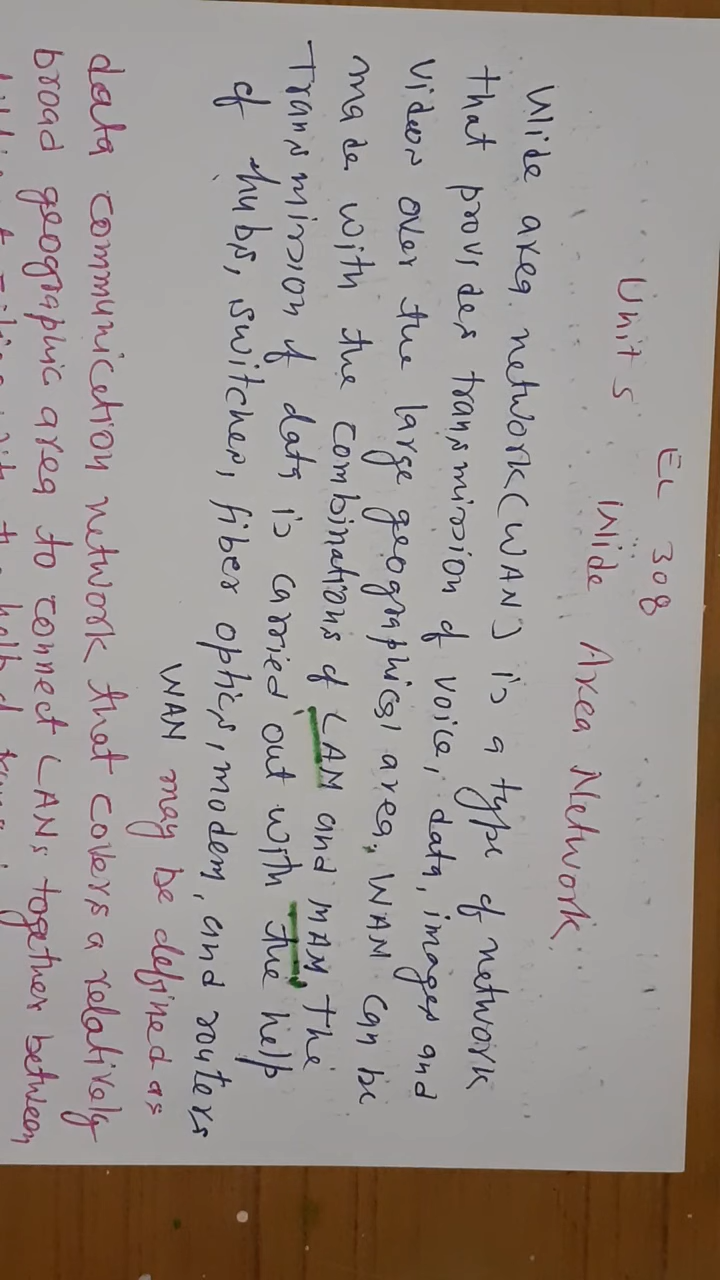 EC 308
Unit 5 Wide Area Network
Wide area network (WAN) is a type of network
that provides transmission of voice, data, images and
videos over the large geographical area. WAN can be
made with the combinations of LAN and MAN. The
transmission of data is carried out with the help
of hubs, switches, fiber optics, modem, and routers
WAN may be defined as
data communication network that covers a relatively
broad geographic area to connect LANs together between